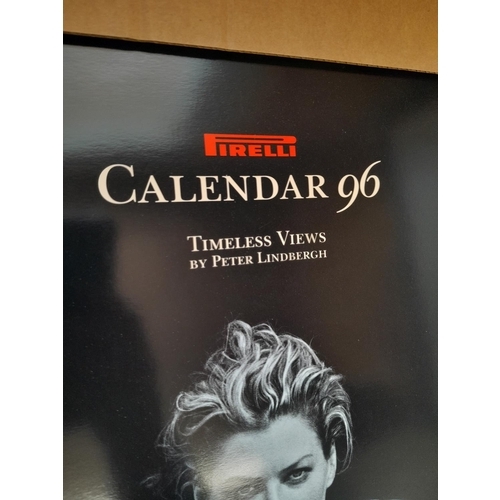 PIRELLI
CALENDAR 96
TIMELESS VIEWS
BY PETER LINDBERGH